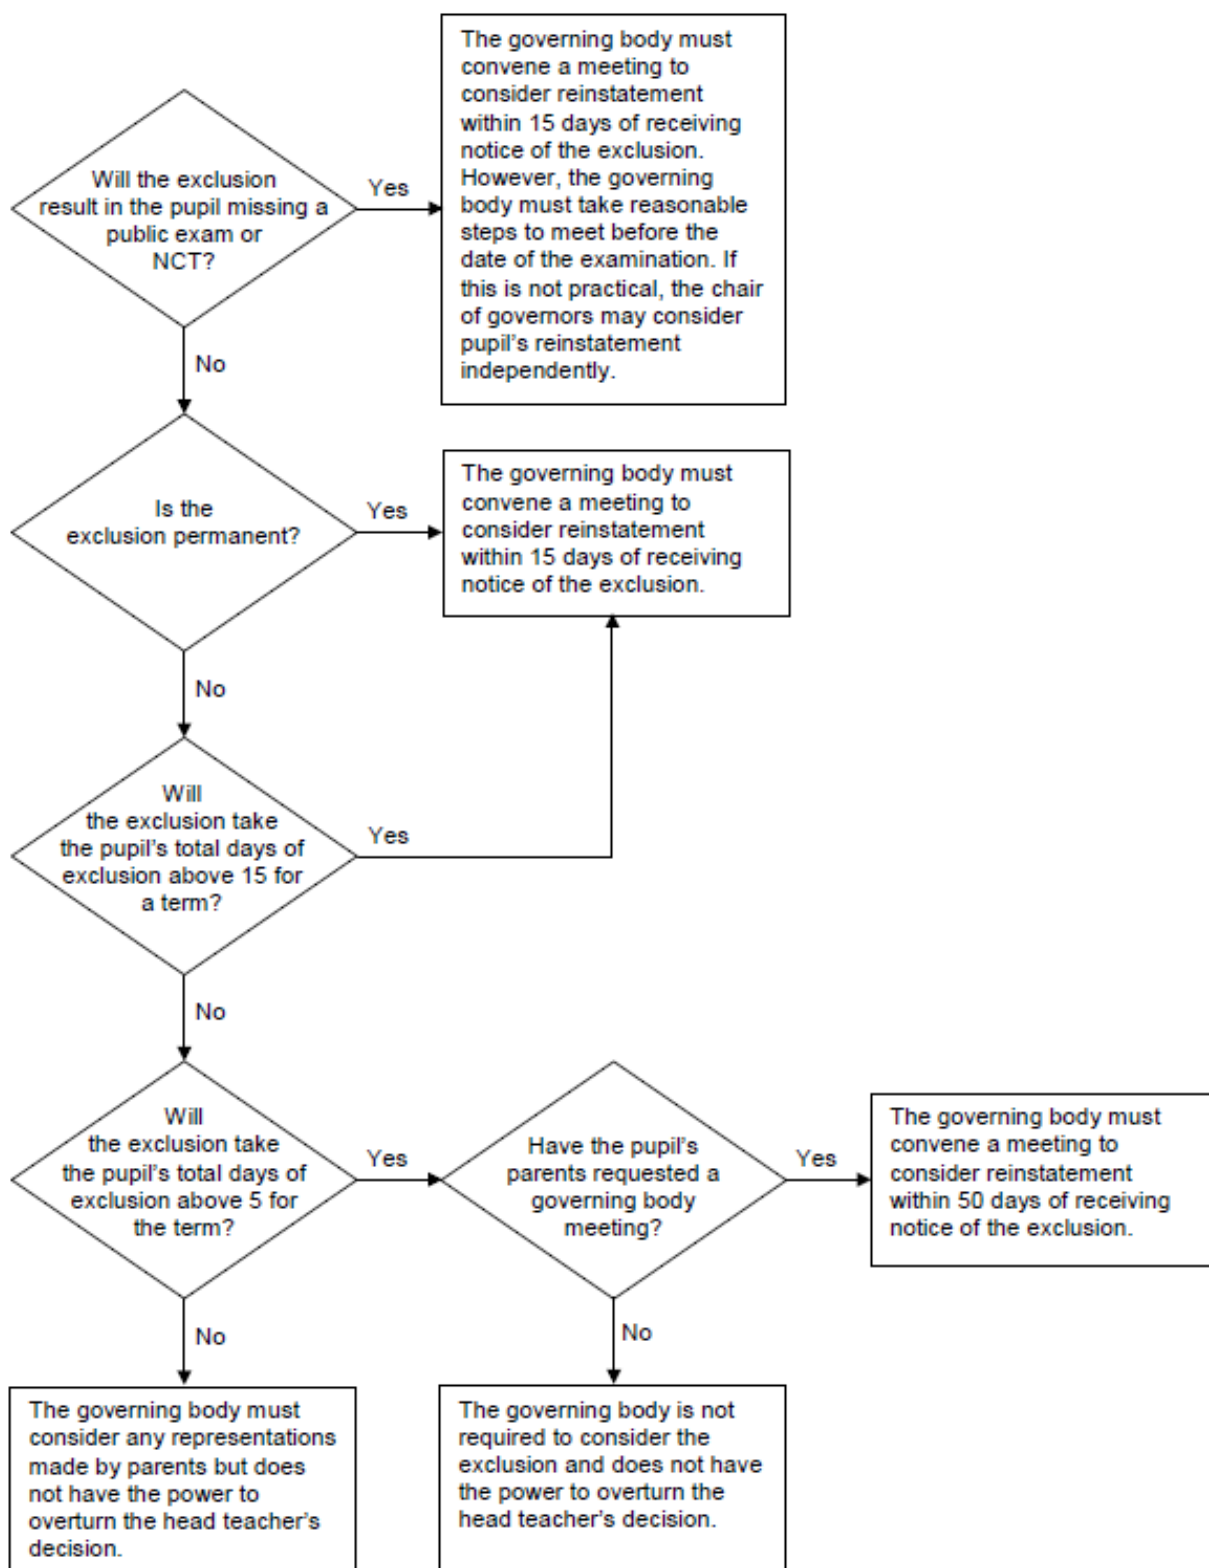 The governing body must
convene a meeting to
consider reinstatement
within 15 days of receiving
notice of the exclusion.
However, the governing
body must take reasonable
steps to meet before the
date of the examination. If
this is not practical, the chair
of governors may consider
pupil's reinstatement
independently.
Will the exclusion
result in the pupil missing a
public exam or
NCT?
Yes
No
Is the
exclusion permanent?
Yes
The governing body must
convene a meeting to
consider reinstatement
within 15 days of receiving
notice of the exclusion.
No
Will
the exclusion take
the pupil's total days of
exclusion above 15 for
a term?
Yes
No
Will
the exclusion take
the pupil's total days of
exclusion above 5 for
the term?
Yes
Have the pupil's
parents requested a
governing body
meeting?
Yes
The governing body must
convene a meeting to
consider reinstatement
within 50 days of receiving
notice of the exclusion.
No
No
The governing body must
consider any representations
made by parents but does
not have the power to
overturn the head teacher's
decision.
The governing body is not
required to consider the
exclusion and does not have
the power to overturn the
head teacher's decision.